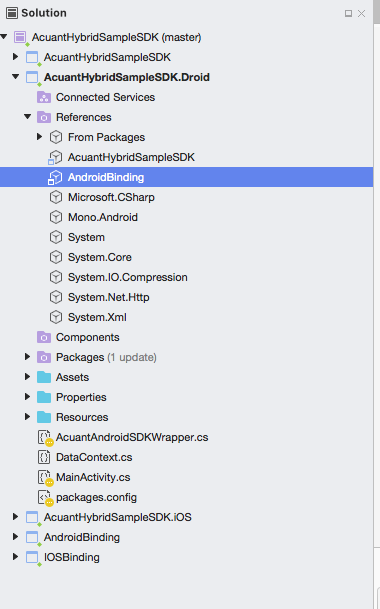 Solution
AcuantHybridSampleSDK (master)
AcuantHybridSampleSDK
AcuantHybridSampleSDK.Droid
Connected Services
References
From Packages
AcuantHybridSampleSDK
AndroidBinding
Microsoft.CSharp
Mono.Android
System
System.Core
System.IO.Compression
System.Net.Http
System.Xml
Components
Packages (1 update)
Assets
Properties
Resources
AcuantAndroidSDKWrapper.cs
DataContext.cs
MainActivity.cs
packages.config
AcuantHybridSampleSDK.iOS
AndroidBinding
IOSBinding